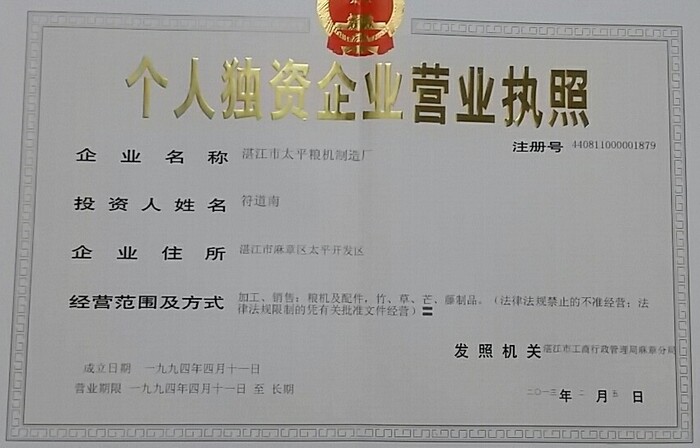 个人独资企业营业执照
注册号 440811000001879
企业名称 湛江市太平粮机制造厂
投资人姓名 符道南
企业住所 湛江市麻章区太平开发区
经营范围及方式 加工、销售：粮机及配件，竹、草、芒、藤制品。（法律法规禁止的不准经营；法
律法规限制的凭有关批准文件经营）〓
发照机关 湛江市工商行政管理局麻章分局
成立日期 一九九四年四月十一日
营业期限 一九九四年四月十一日 至 长期
二〇一三 年 二 月 五 日